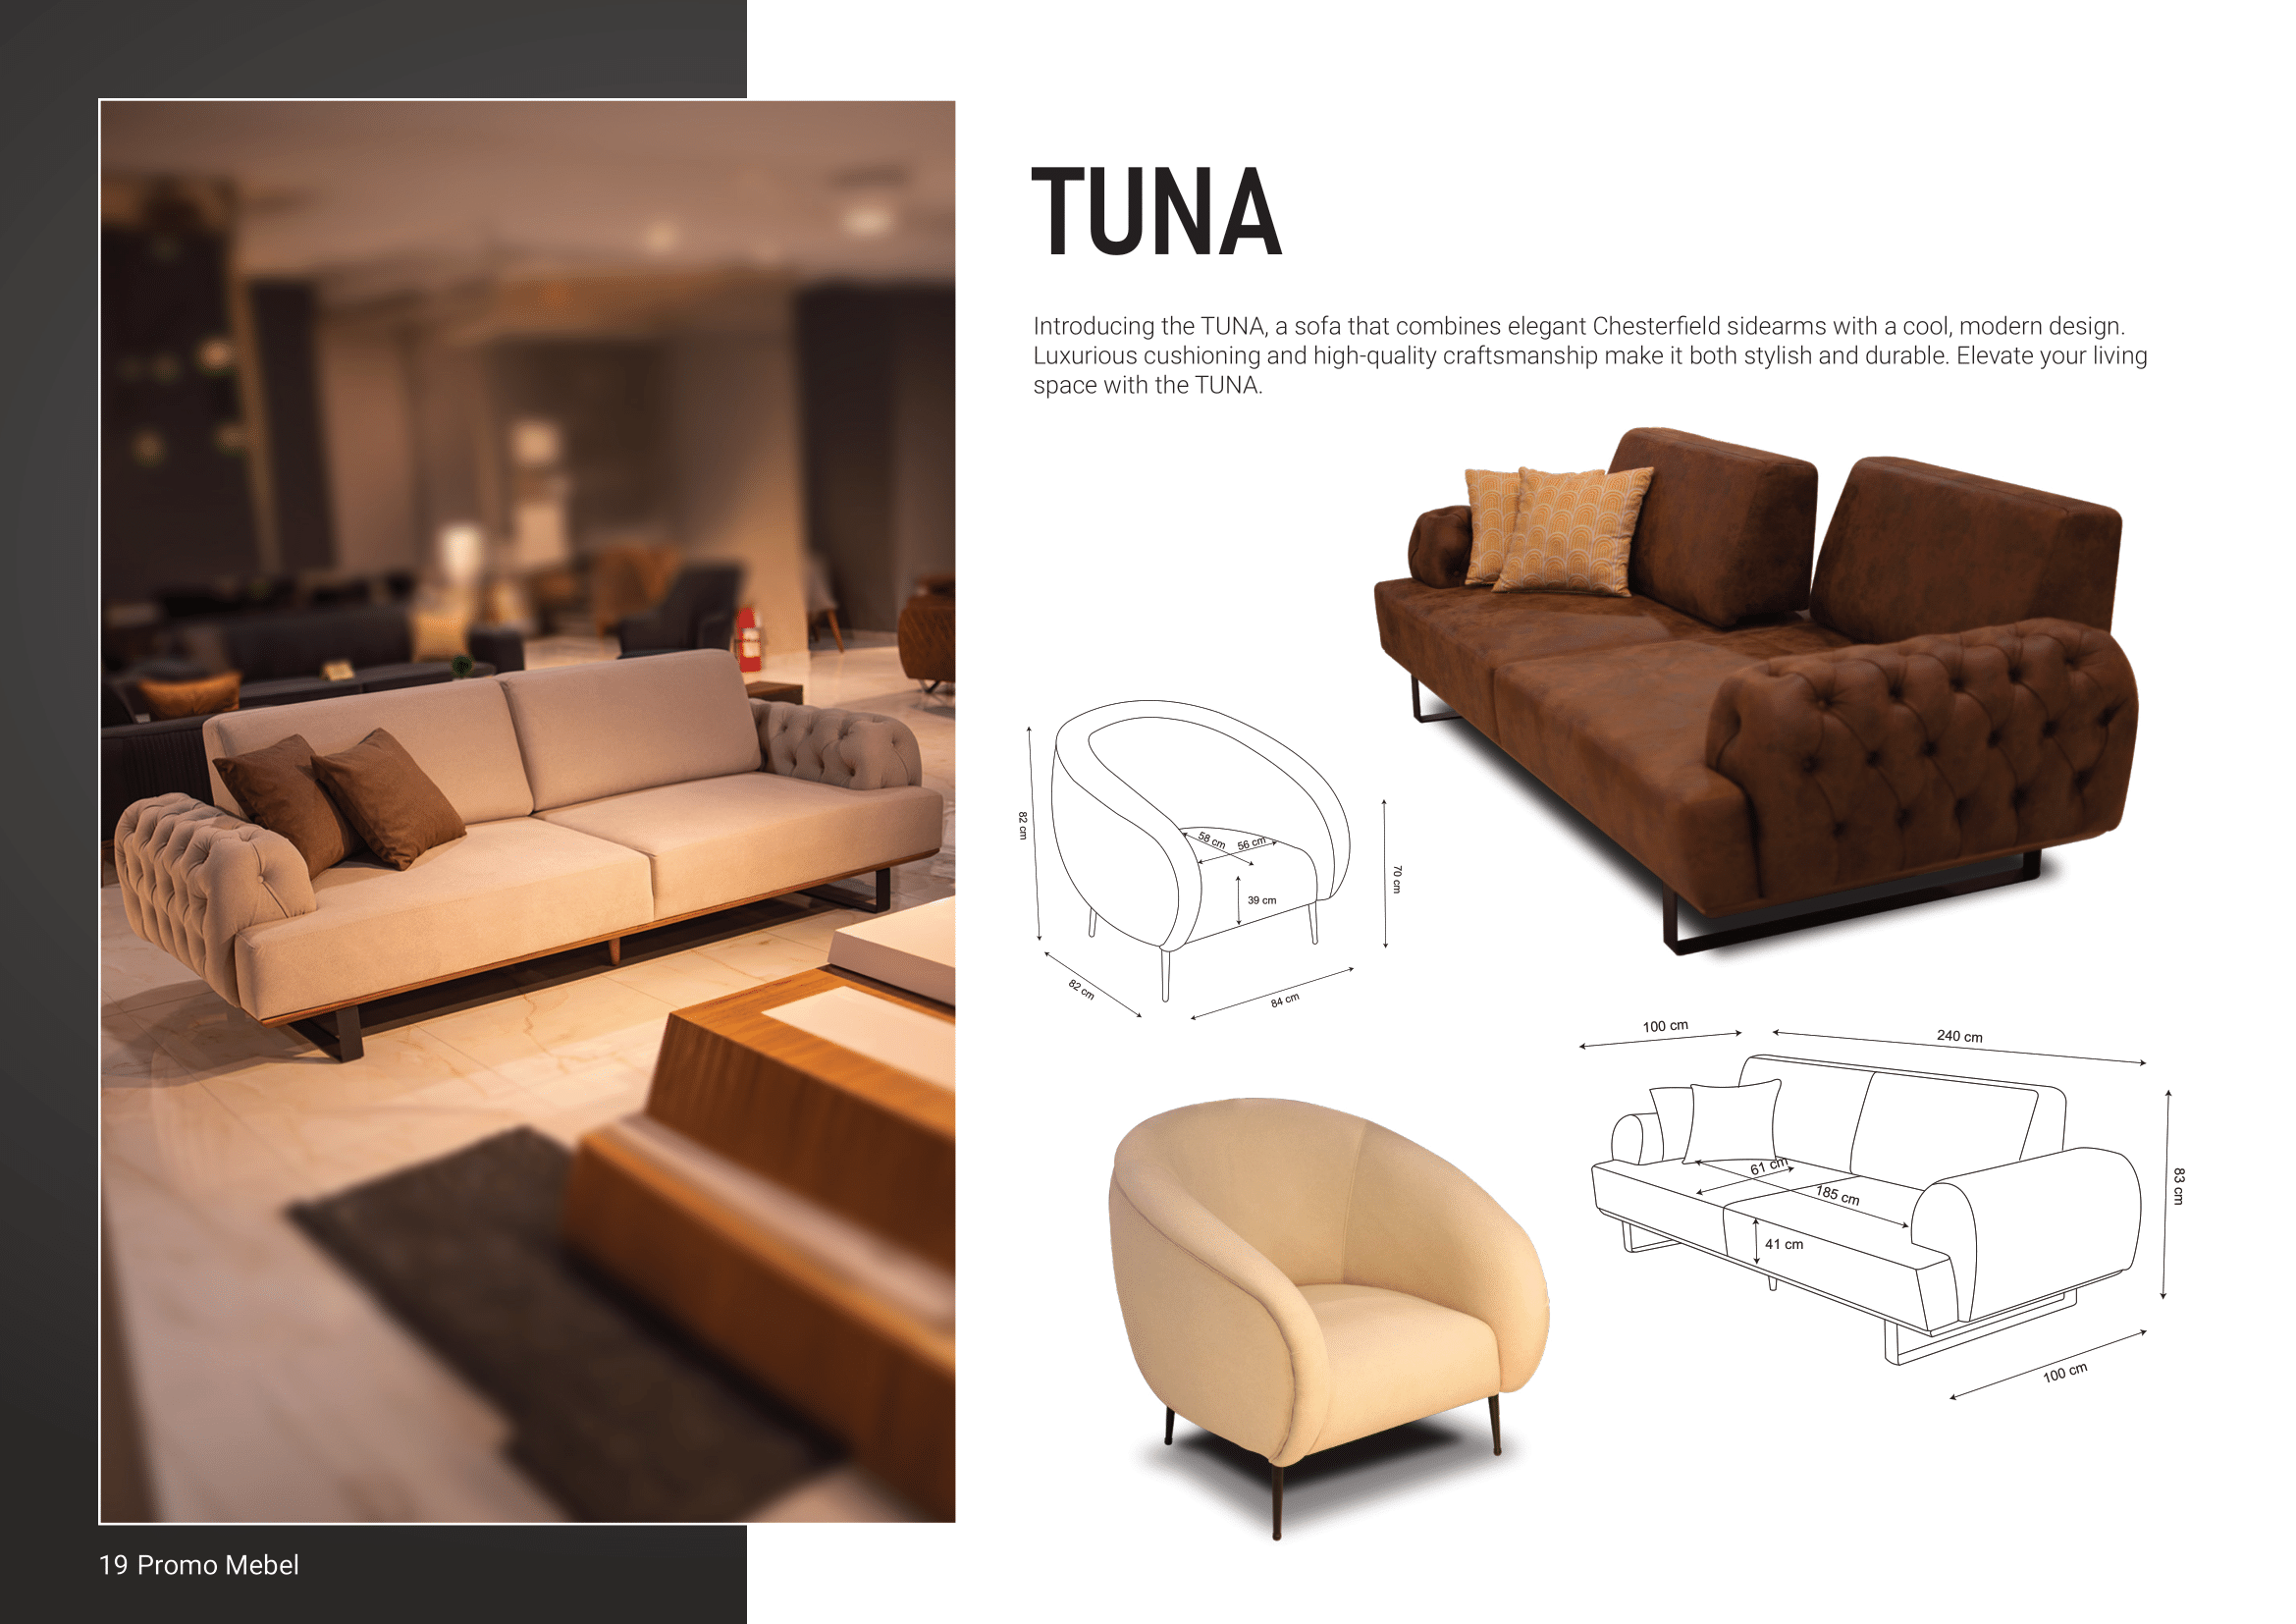 TUNA
Introducing the TUNA, a sofa that combines elegant Chesterfield sidearms with a cool, modern design.
Luxurious cushioning and high-quality craftsmanship make it both stylish and durable. Elevate your living
space with the TUNA.
82 cm
58 cm
56 cm
39 cm
70 cm
82 cm
84 cm
100 cm
240 cm
61 cm
185 cm
41 cm
83 cm
100 cm
19 Promo Mebel